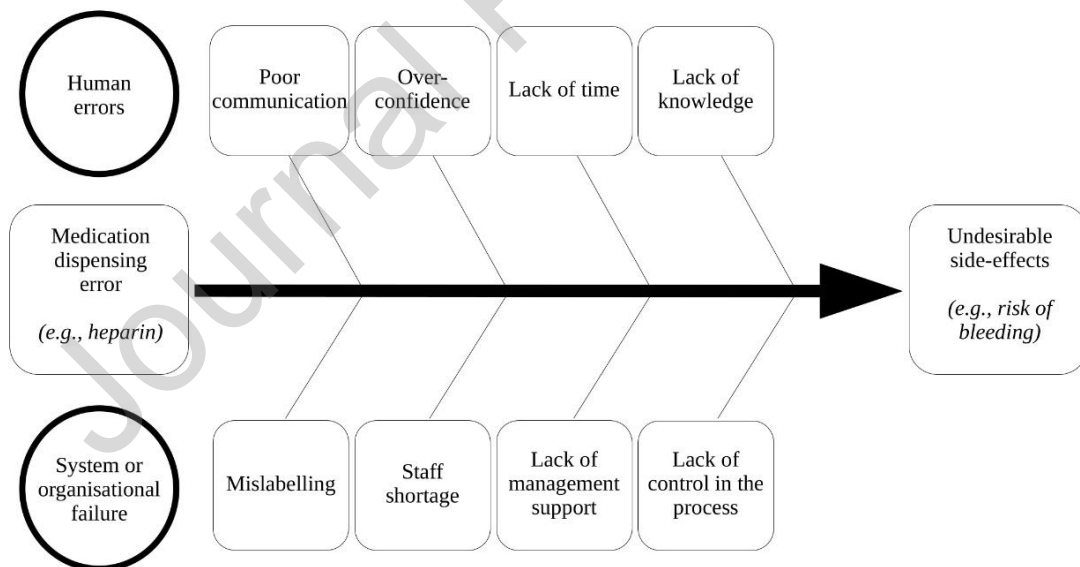 Human
errors
Poor
communication
Over-
confidence
Lack of time
Lack of
knowledge
Medication
dispensing
error
(e.g., heparin)
Undesirable
side-effects
(e.g., risk of
bleeding)
System or
organisational
failure
Mislabelling
Staff
shortage
Lack of
management
support
Lack of
control in the
process
Journal